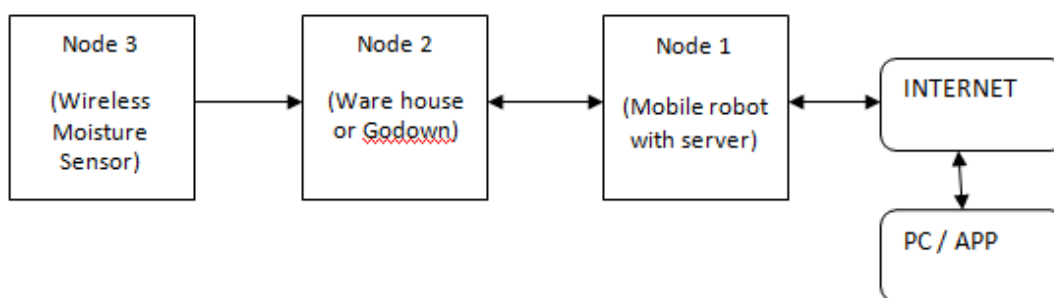 Node 3
(Wireless
Moisture
Sensor)
Node 2
(Ware house
or Godown)
Node 1
(Mobile robot
with server)
INTERNET
PC / APP